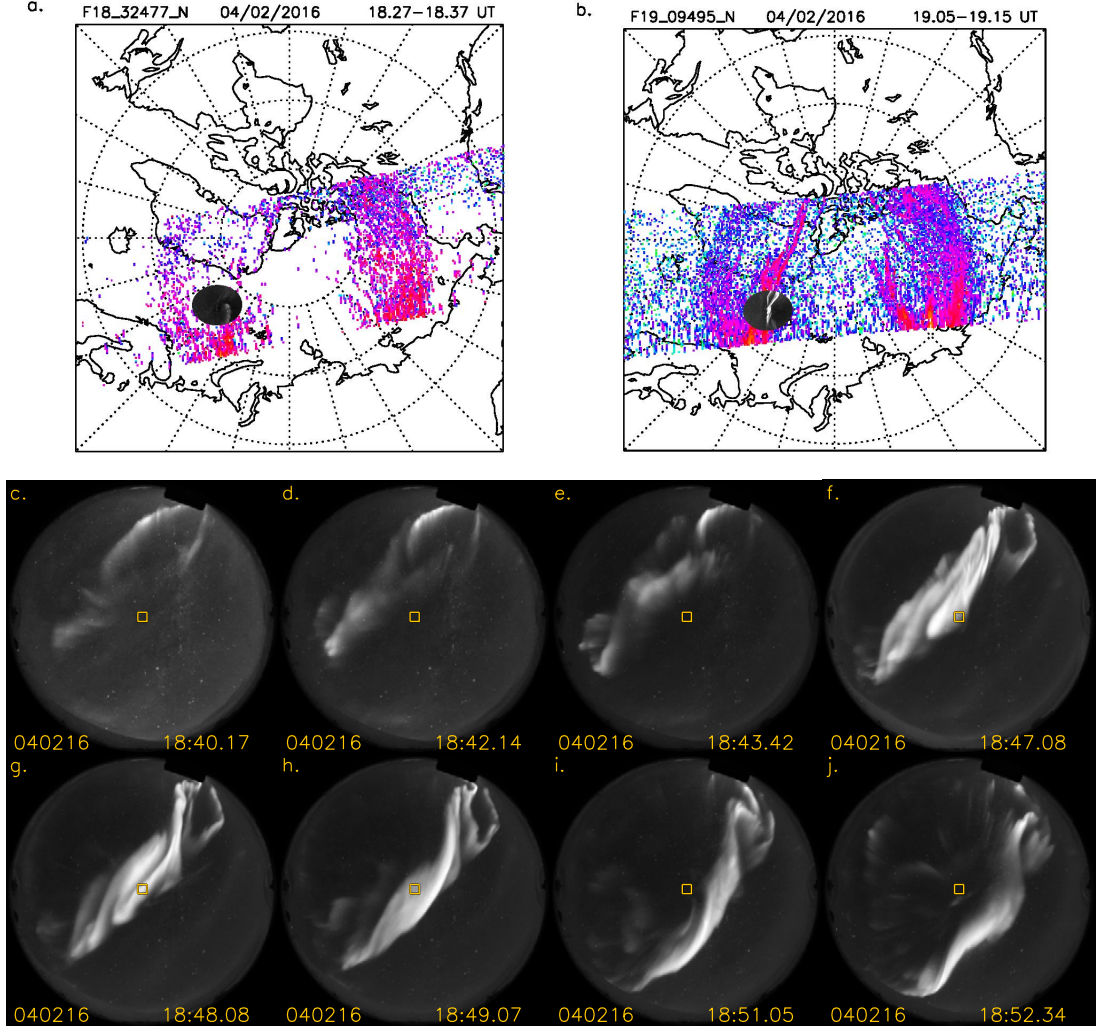 a.
F18_32477_N 04/02/2016 18.27-18.37 UT
b.
F19_09495_N 04/02/2016 19.05-19.15 UT
c.
040216 18:40.17
d.
040216 18:42.14
e.
040216 18:43.42
f.
040216 18:47.08
g.
040216 18:48.08
h.
040216 18:49.07
i.
040216 18:51.05
j.
040216 18:52.34